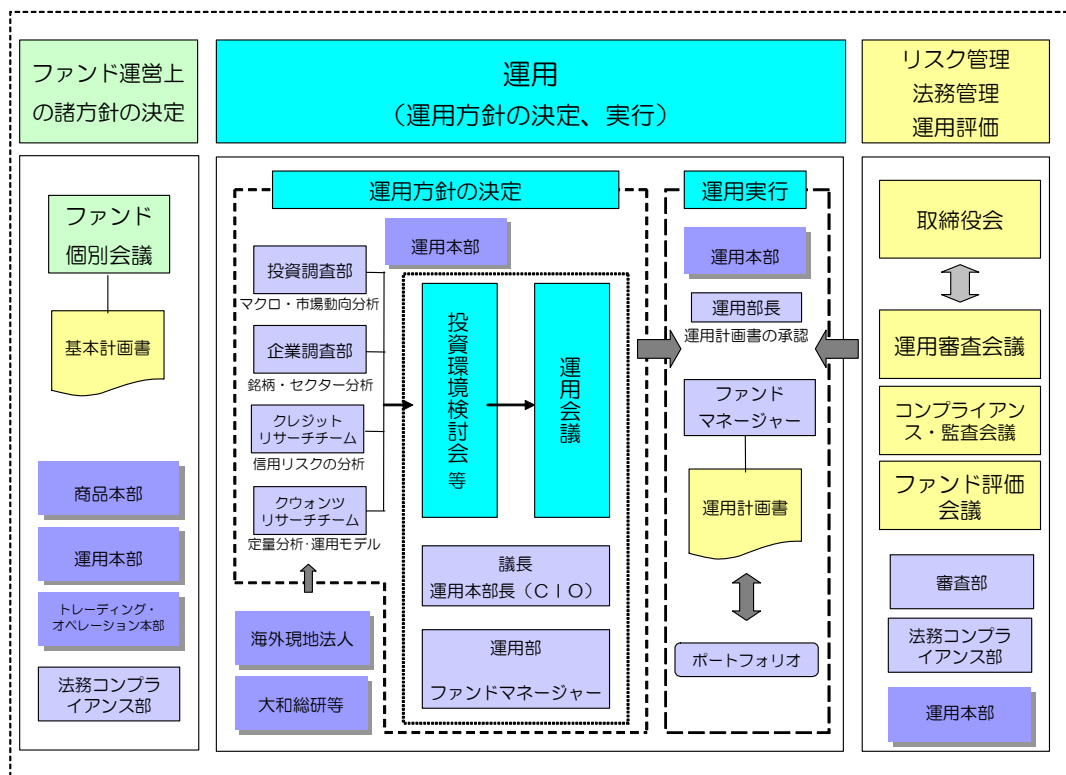 ファンド運営上
の諸方針の決定
運用
（運用方針の決定、実行）
リスク管理
法務管理
運用評価
ファンド
個別会議
基本計画書
商品本部
運用本部
トレーディング・
オペレーション本部
法務コンプラ
イアンス部
運用方針の決定
運用本部
投資調査部
マクロ・市場動向分析
企業調査部
銘柄・セクター分析
クレジット
リサーチチーム
信用リスクの分析
クウォンツ
リサーチチーム
定量分析・運用モデル
海外現地法人
大和総研等
投資環境検討会等
運用会議
議長
運用本部長（ＣＩＯ）
運用部
ファンドマネージャー
運用実行
運用本部
運用部長
運用計画書の承認
ファンド
マネージャー
運用計画書
ポートフォリオ
取締役会
運用審査会議
コンプライアン
ス・監査会議
ファンド評価
会議
審査部
法務コンプラ
イアンス部
運用本部